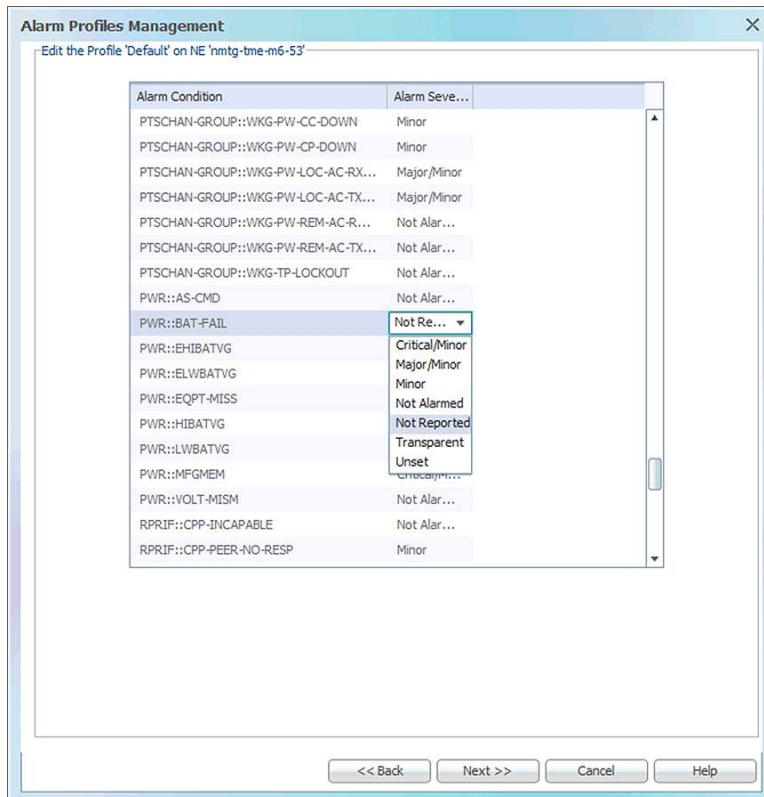 Alarm Profiles Management
Edit the Profile 'Default' on NE 'nmtg-tme-m6-53'
Alarm Condition Alarm Seve...
PTSCHAN-GROUP::WKG-PW-CC-DOWN Minor
PTSCHAN-GROUP::WKG-PW-CP-DOWN Minor
PTSCHAN-GROUP::WKG-PW-LOC-AC-RX... Major/Minor
PTSCHAN-GROUP::WKG-PW-LOC-AC-TX... Major/Minor
PTSCHAN-GROUP::WKG-PW-REM-AC-R... Not Alar...
PTSCHAN-GROUP::WKG-PW-REM-AC-TX... Not Alar...
PTSCHAN-GROUP::WKG-TP-LOCKOUT Not Alar...
PWR::AS-CMD Not Alar...
PWR::BAT-FAIL Not Re...
PWR::EHIBATVG
PWR::ELWBATVG
PWR::EQPT-MISS
PWR::HIBATVG
PWR::LWBATVG
Critical/Minor
Major/Minor
Minor
Not Alarmed
Not Reported
Transparent
Unset
PWR::MFGMEM Critical/M...
PWR::VOLT-MISM Not Alar...
RPRIF::CPP-INCAPABLE Not Alar...
RPRIF::CPP-PEER-NO-RESP Minor
<< Back Next >> Cancel Help